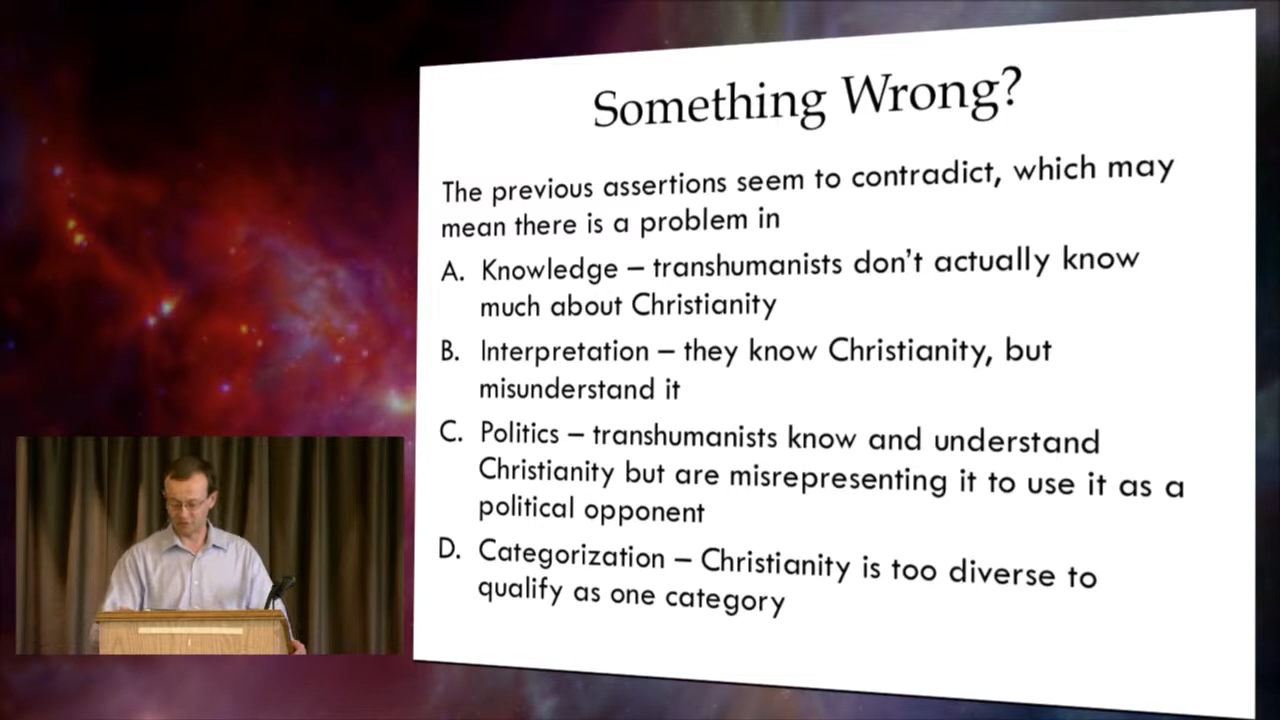 Something Wrong?
The previous assertions seem to contradict, which may
mean there is a problem in
A. Knowledge – transhumanists don't actually know
much about Christianity
B. Interpretation – they know Christianity, but
misunderstand it
C. Politics – transhumanists know and understand
Christianity but are misrepresenting it to use it as a
political opponent
D. Categorization – Christianity is too diverse to
qualify as one category